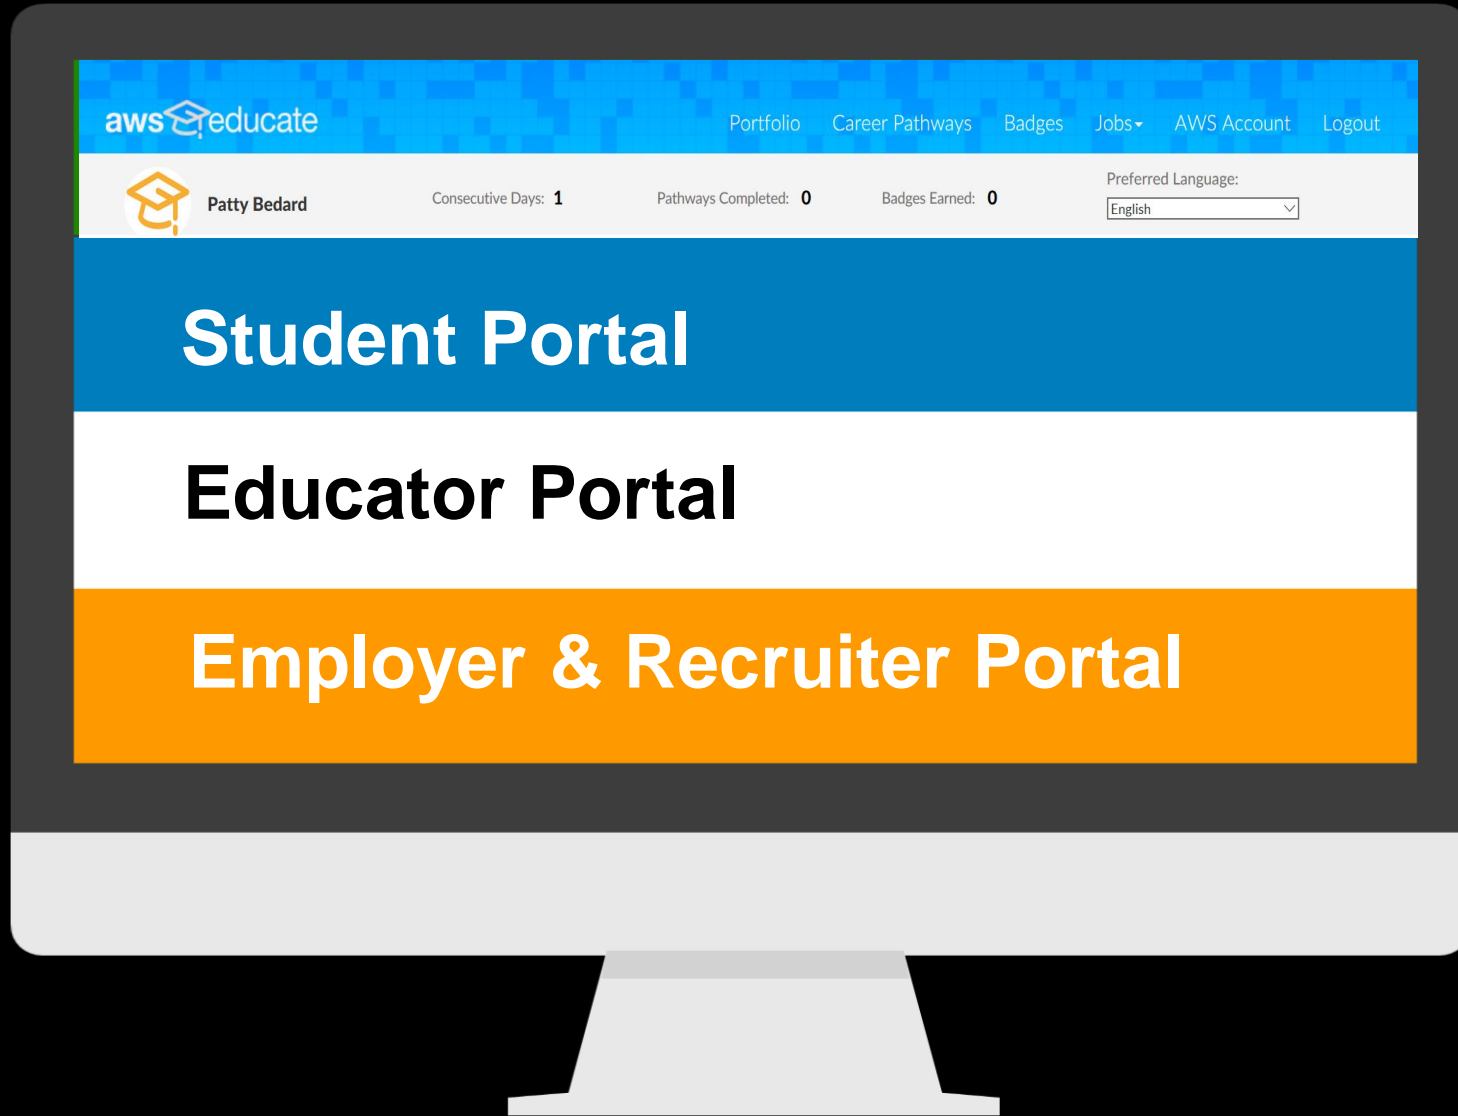 aws educate
Portfolio Career Pathways Badges Jobs AWS Account Logout
Patty Bedard Consecutive Days: 1 Pathways Completed: 0 Badges Earned: 0
Preferred Language:
English
Student Portal
Educator Portal
Employer & Recruiter Portal